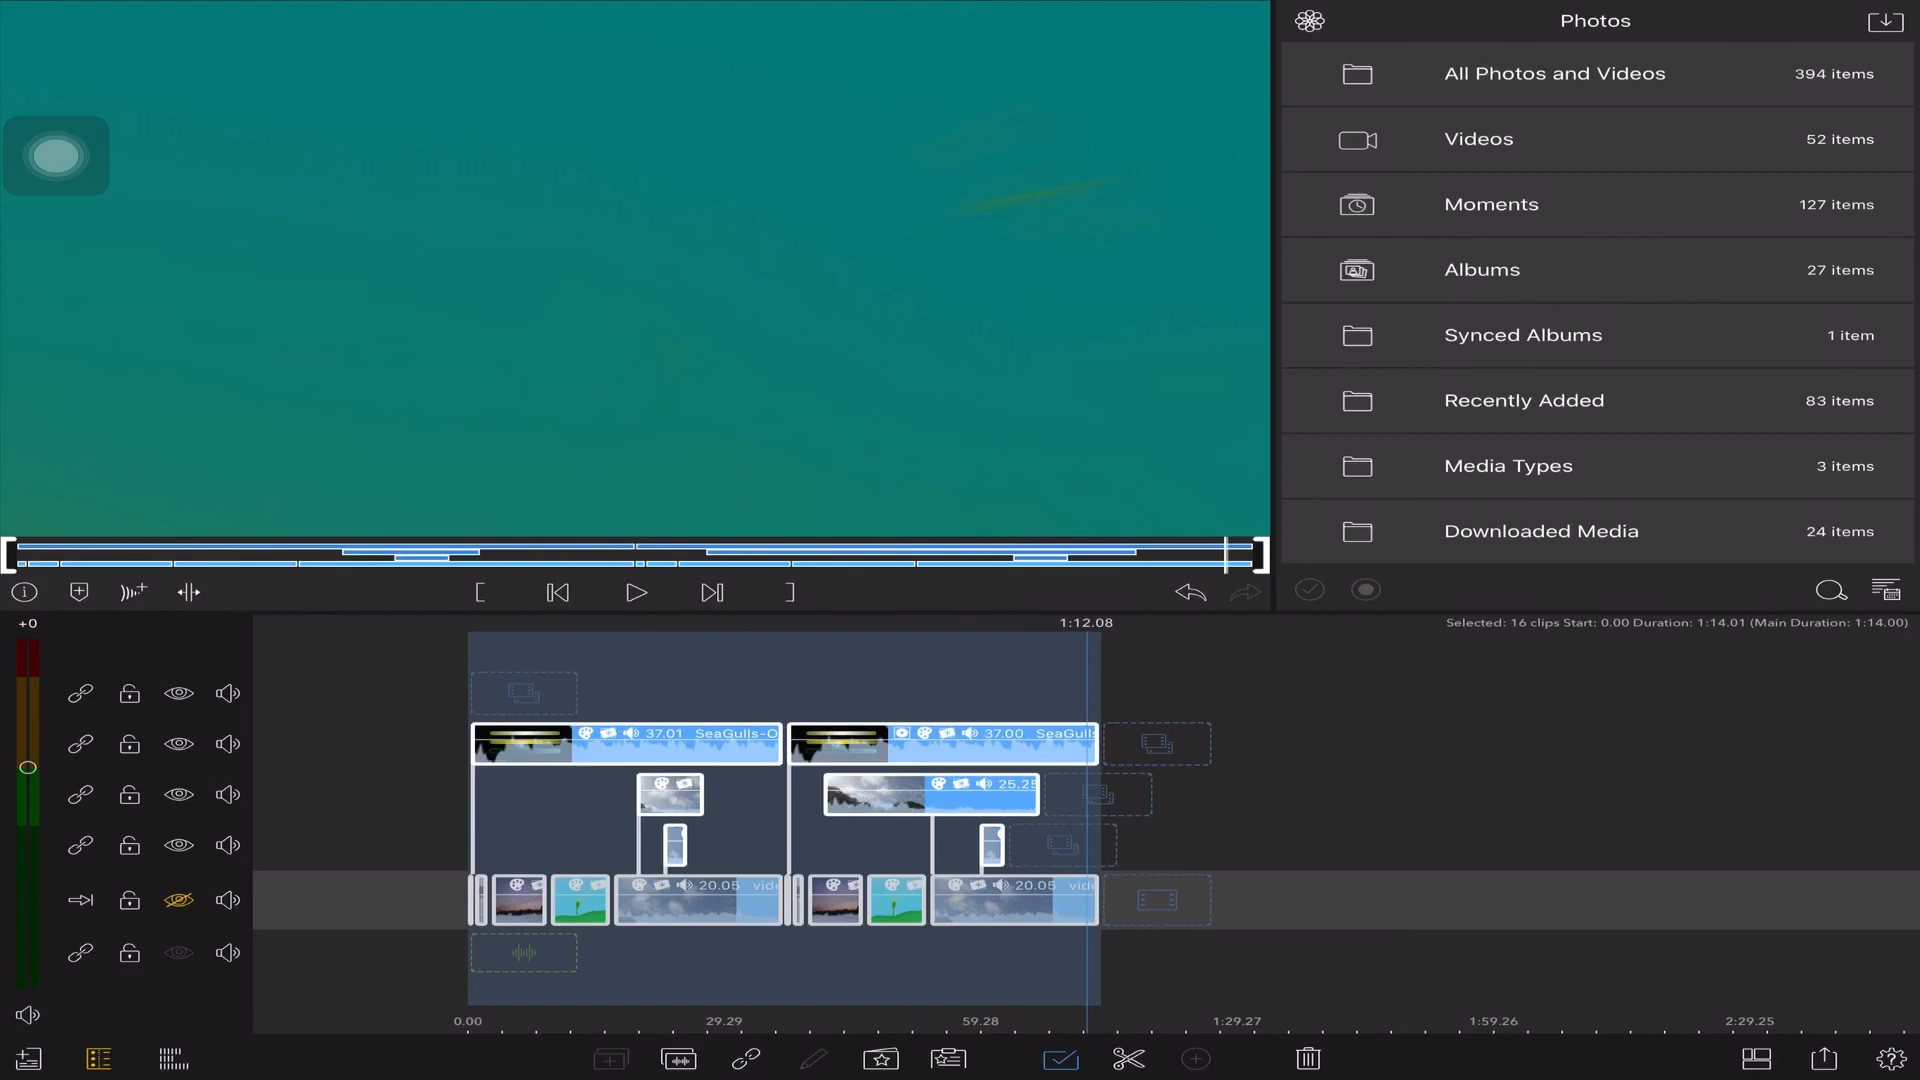 Photos
All Photos and Videos 394 items
Videos 52 items
Moments 127 items
Albums 27 items
Synced Albums 1 item
Recently Added 83 items
Media Types 3 items
Downloaded Media 24 items
+0
1:12.08
Selected: 16 clips Start: 0.00 Duration: 1:14.01 (Main Duration: 1:14.00)
37.01 SeaGulls-O
37.00 SeaGulls
25.25
20.05 vide
20.05 vide
0.00 29.29 59.28 1:29.27 1:59.26 2:29.25